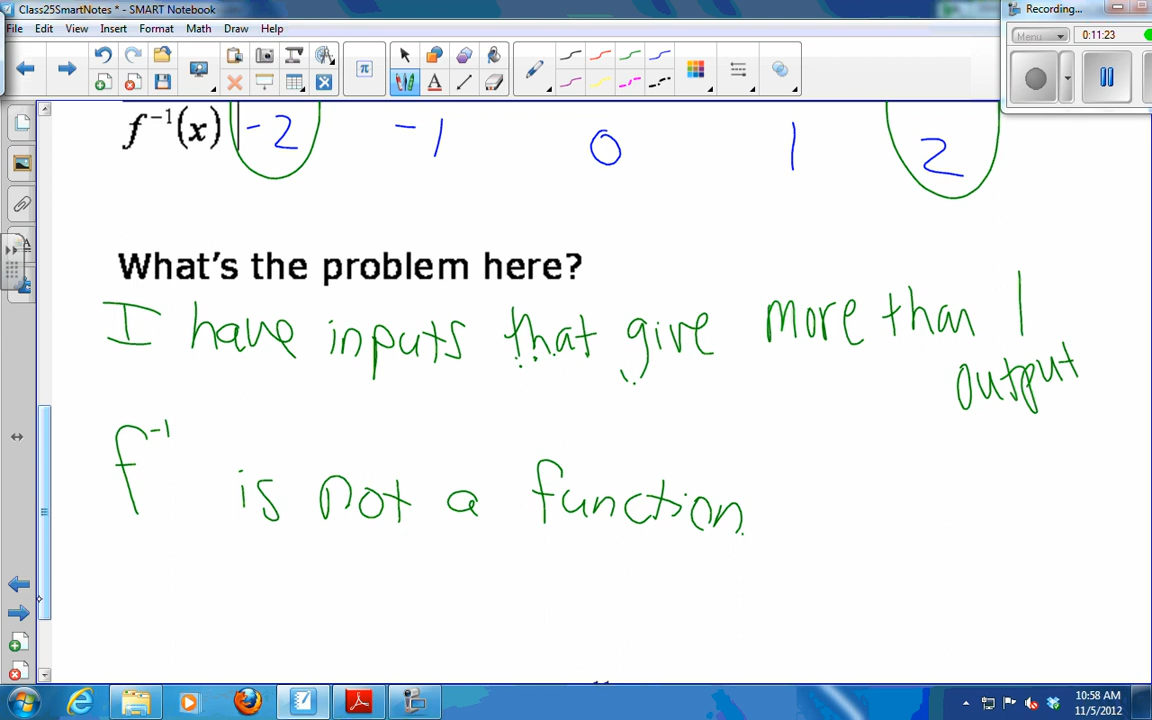 Class25SmartNotes * - SMART Notebook
Recording...
File Edit View Insert Format Math Draw Help
Menu
0:11:23
π
A
f⁻¹(x) -2 -1 0 1 2
What's the problem here?
I have inputs that give more than 1
output
f⁻¹ is not a function
10:58 AM
11/5/2012